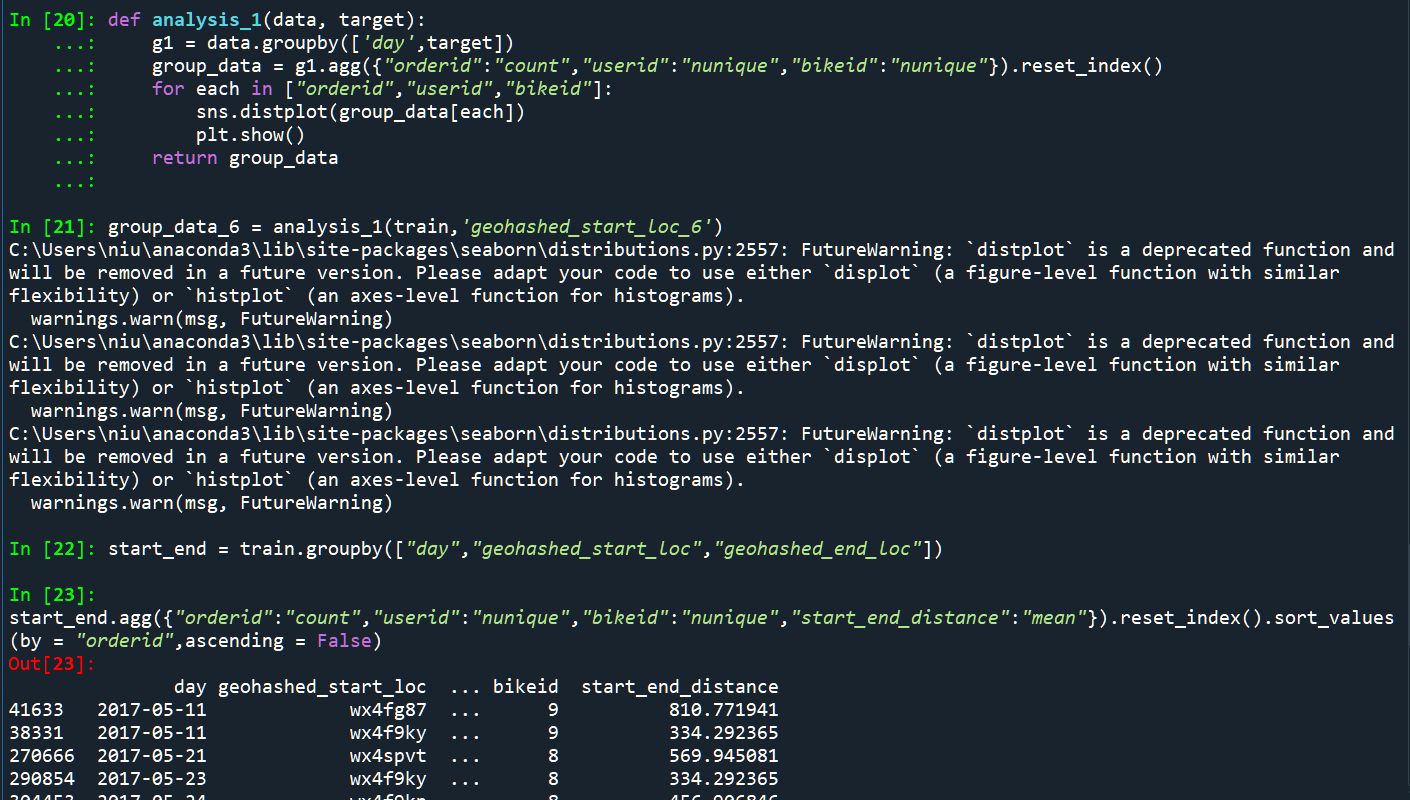 In [20]: def analysis_1(data, target):
    ...:     g1 = data.groupby(['day',target])
    ...:     group_data = g1.agg({"orderid":"count","userid":"nunique","bikeid":"nunique"}).reset_index()
    ...:     for each in ["orderid","userid","bikeid"]:
    ...:         sns.distplot(group_data[each])
    ...:         plt.show()
    ...:     return group_data
    ...:
In [21]: group_data_6 = analysis_1(train,'geohashed_start_loc_6')
C:\Users\niu\anaconda3\lib\site-packages\seaborn\distributions.py:2557: FutureWarning: `distplot` is a deprecated function and
will be removed in a future version. Please adapt your code to use either `displot` (a figure-level function with similar
flexibility) or `histplot` (an axes-level function for histograms).
  warnings.warn(msg, FutureWarning)
C:\Users\niu\anaconda3\lib\site-packages\seaborn\distributions.py:2557: FutureWarning: `distplot` is a deprecated function and
will be removed in a future version. Please adapt your code to use either `displot` (a figure-level function with similar
flexibility) or `histplot` (an axes-level function for histograms).
  warnings.warn(msg, FutureWarning)
C:\Users\niu\anaconda3\lib\site-packages\seaborn\distributions.py:2557: FutureWarning: `distplot` is a deprecated function and
will be removed in a future version. Please adapt your code to use either `displot` (a figure-level function with similar
flexibility) or `histplot` (an axes-level function for histograms).
  warnings.warn(msg, FutureWarning)
In [22]: start_end = train.groupby(["day","geohashed_start_loc","geohashed_end_loc"])
In [23]:
start_end.agg({"orderid":"count","userid":"nunique","bikeid":"nunique","start_end_distance":"mean"}).reset_index().sort_values
(by = "orderid",ascending = False)
Out[23]:
               day geohashed_start_loc  ... bikeid  start_end_distance
41633   2017-05-11             wx4fg87  ...      9          810.771941
38331   2017-05-11             wx4f9ky  ...      9          334.292365
270666  2017-05-21             wx4spvt  ...      8          569.945081
290854  2017-05-23             wx4f9ky  ...      8          334.292365